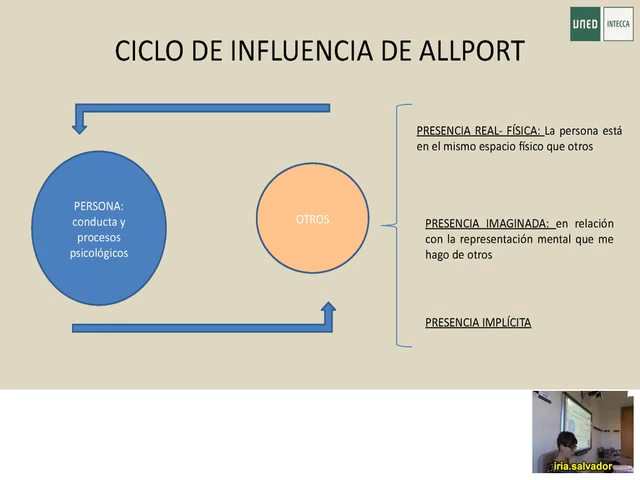 UNED
INTECCA
CICLO DE INFLUENCIA DE ALLPORT
PERSONA:
conducta y
procesos
psicológicos
OTROS
PRESENCIA REAL- FÍSICA: La persona está
en el mismo espacio físico que otros
PRESENCIA IMAGINADA: en relación
con la representación mental que me
hago de otros
PRESENCIA IMPLÍCITA
iria.salvador